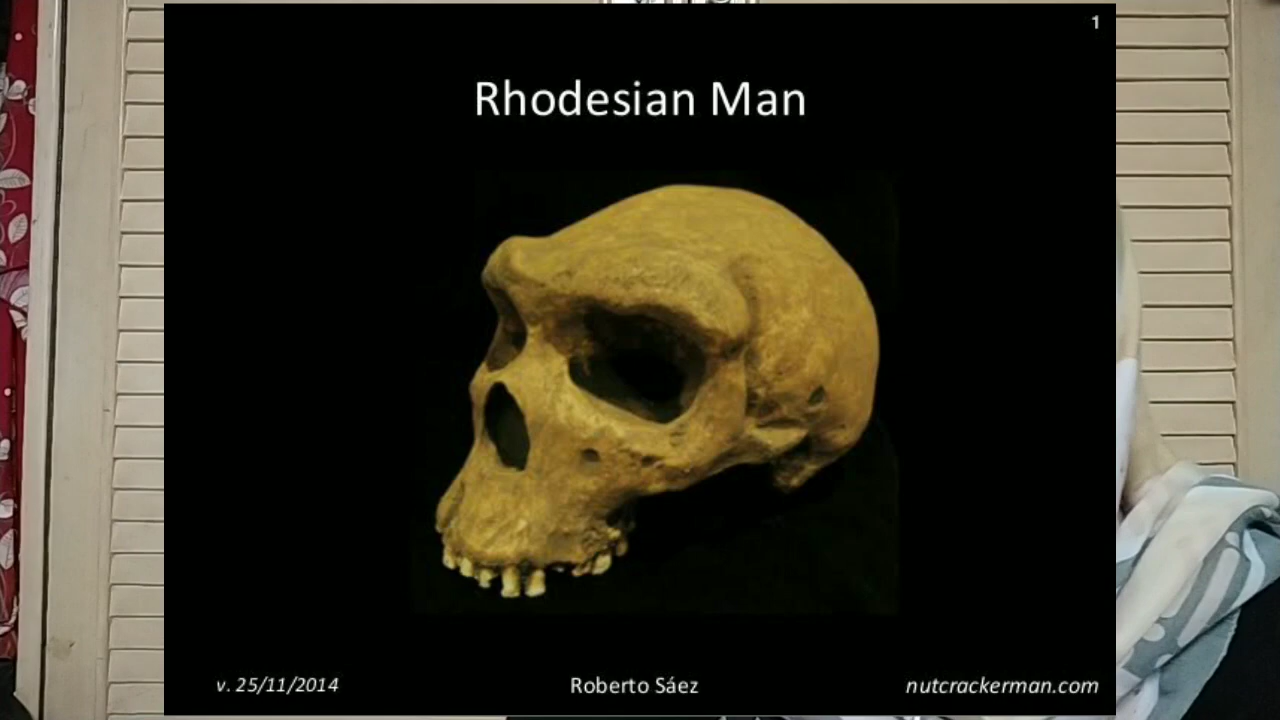 1
Rhodesian Man
v. 25/11/2014
Roberto Sáez
nutcrackerman.com